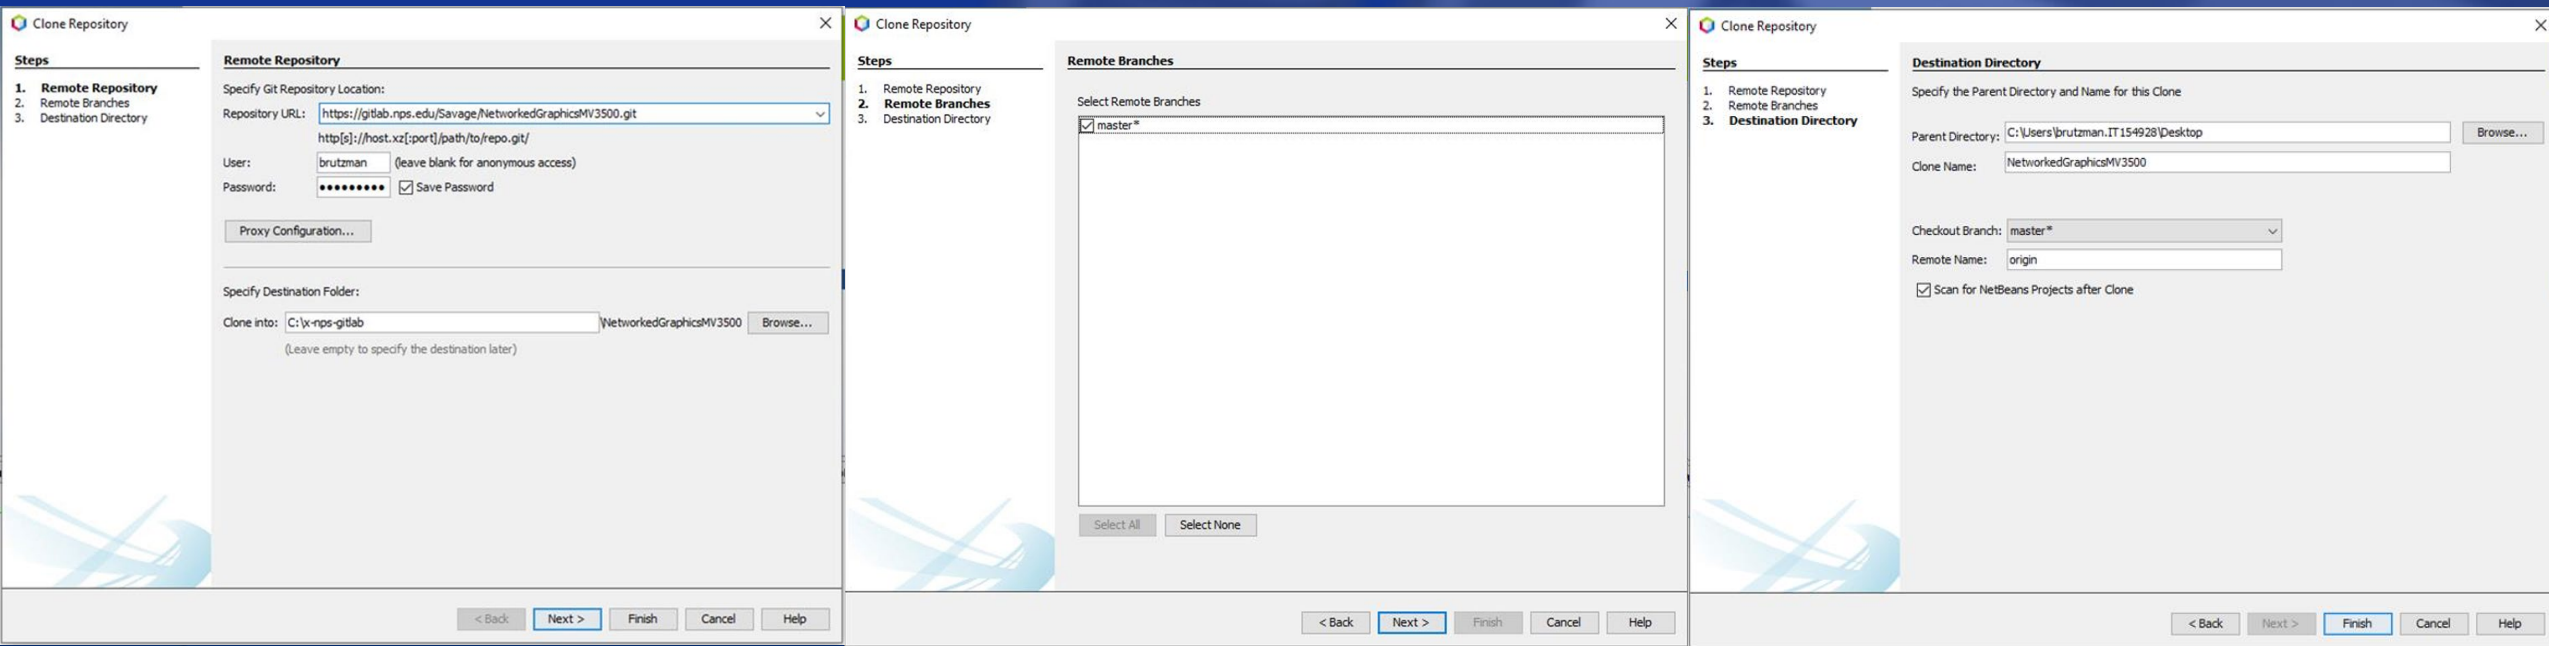 Clone Repository
Steps
1. Remote Repository
2. Remote Branches
3. Destination Directory
Remote Repository
Specify Git Repository Location:
Repository URL: https://gitlab.nps.edu/Savage/NetworkedGraphicsMV3500.git
http[s]://host.xz[:port]/path/to/repo.git/
User: brutzman (leave blank for anonymous access)
Password: ●●●●●●●●● Save Password
Proxy Configuration...
Specify Destination Folder:
Clone into: C:\x-nps-gitlab \NetworkedGraphicsMV3500 Browse...
(Leave empty to specify the destination later)
< Back Next > Finish Cancel Help
Clone Repository
Steps
1. Remote Repository
2. Remote Branches
3. Destination Directory
Remote Branches
Select Remote Branches
master*
Select All Select None
< Back Next > Finish Cancel Help
Clone Repository
Steps
1. Remote Repository
2. Remote Branches
3. Destination Directory
Destination Directory
Specify the Parent Directory and Name for this Clone
Parent Directory: C:\Users\brutzman.IT154928\Desktop Browse...
Clone Name: NetworkedGraphicsMV3500
Checkout Branch: master*
Remote Name: origin
Scan for NetBeans Projects after Clone
< Back Next > Finish Cancel Help